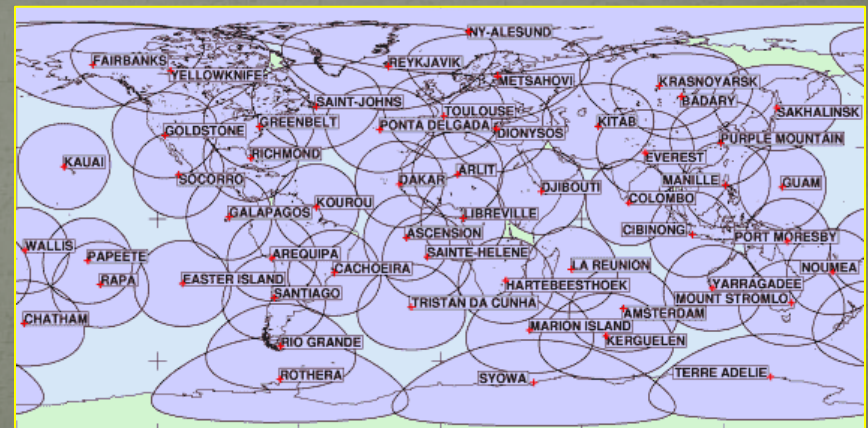 NY-ALESUND
FAIRBANKS
REYKJAVIK
YELLOWKNIFE
METSAHOVI
KRASNOYARSK
BADARY
SAINT-JOHNS
SAKHALINSK
TOULOUSE
GREENBELT
PONTA DELGADA
KITAB
GOLDSTONE
DIONYSOS
PURPLE MOUNTAIN
RICHMOND
EVEREST
KAUAI
ARLIT
SOCORRO
DAKAR
MANILLE
GUAM
DJIBOUTI
COLOMBO
KOUROU
GALAPAGOS
LIBREVILLE
ASCENSION
CIBINONG
PORT MORESBY
WALLIS
PAPEETE
AREQUIPA
SAINTE-HELENE
CACHOEIRA
LA REUNION
NOUMEA
RAPA
EASTER ISLAND
HARTEBEESTHOEK
YARRAGADEE
SANTIAGO
MOUNT STROMLO
TRISTAN DA CUNHA
AMSTERDAM
CHATHAM
MARION ISLAND
RIO GRANDE
KERGUELEN
ROTHERA
SYOWA
TERRE ADELIE